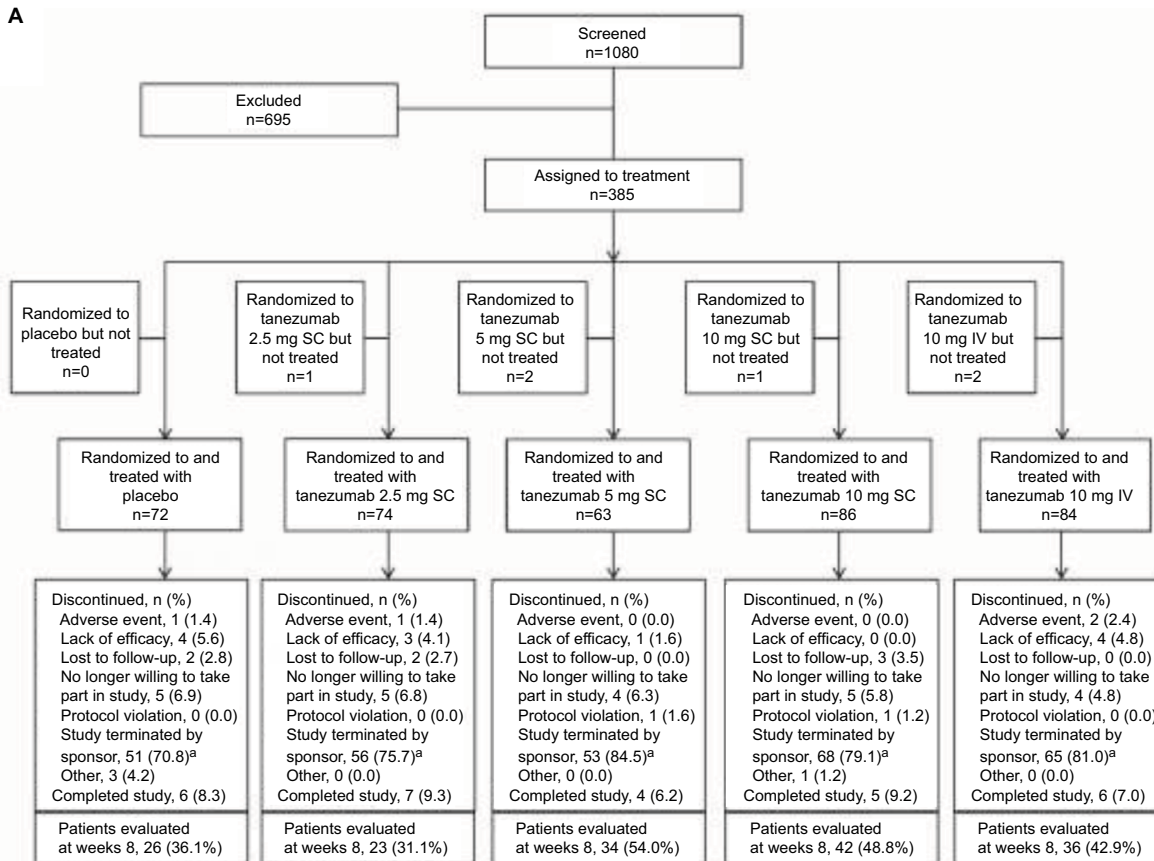 A
Screened
n=1080
Excluded
n=695
Assigned to treatment
n=385
Randomized to
placebo but not
treated
n=0
Randomized to
tanezumab
2.5 mg SC but
not treated
n=1
Randomized to
tanezumab
5 mg SC but
not treated
n=2
Randomized to
tanezumab
10 mg SC but
not treated
n=1
Randomized to
tanezumab
10 mg IV but
not treated
n=2
Randomized to and
treated with
placebo
n=72
Randomized to and
treated with
tanezumab 2.5 mg SC
n=74
Randomized to and
treated with
tanezumab 5 mg SC
n=63
Randomized to and
treated with
tanezumab 10 mg SC
n=86
Randomized to and
treated with
tanezumab 10 mg IV
n=84
Discontinued, n (%)
Adverse event, 1 (1.4)
Lack of efficacy, 4 (5.6)
Lost to follow-up, 2 (2.8)
No longer willing to take
part in study, 5 (6.9)
Protocol violation, 0 (0.0)
Study terminated by
sponsor, 51 (70.8)a
Other, 3 (4.2)
Completed study, 6 (8.3)
Patients evaluated
at weeks 8, 26 (36.1%)
Discontinued, n (%)
Adverse event, 1 (1.4)
Lack of efficacy, 3 (4.1)
Lost to follow-up, 2 (2.7)
No longer willing to take
part in study, 5 (6.8)
Protocol violation, 0 (0.0)
Study terminated by
sponsor, 56 (75.7)a
Other, 0 (0.0)
Completed study, 7 (9.3)
Patients evaluated
at weeks 8, 23 (31.1%)
Discontinued, n (%)
Adverse event, 0 (0.0)
Lack of efficacy, 1 (1.6)
Lost to follow-up, 0 (0.0)
No longer willing to take
part in study, 4 (6.3)
Protocol violation, 1 (1.6)
Study terminated by
sponsor, 53 (84.5)a
Other, 0 (0.0)
Completed study, 4 (6.2)
Patients evaluated
at weeks 8, 34 (54.0%)
Discontinued, n (%)
Adverse event, 0 (0.0)
Lack of efficacy, 0 (0.0)
Lost to follow-up, 3 (3.5)
No longer willing to take
part in study, 5 (5.8)
Protocol violation, 1 (1.2)
Study terminated by
sponsor, 68 (79.1)a
Other, 1 (1.2)
Completed study, 5 (9.2)
Patients evaluated
at weeks 8, 42 (48.8%)
Discontinued, n (%)
Adverse event, 2 (2.4)
Lack of efficacy, 4 (4.8)
Lost to follow-up, 0 (0.0)
No longer willing to take
part in study, 4 (4.8)
Protocol violation, 0 (0.0)
Study terminated by
sponsor, 65 (81.0)a
Other, 0 (0.0)
Completed study, 6 (7.0)
Patients evaluated
at weeks 8, 36 (42.9%)